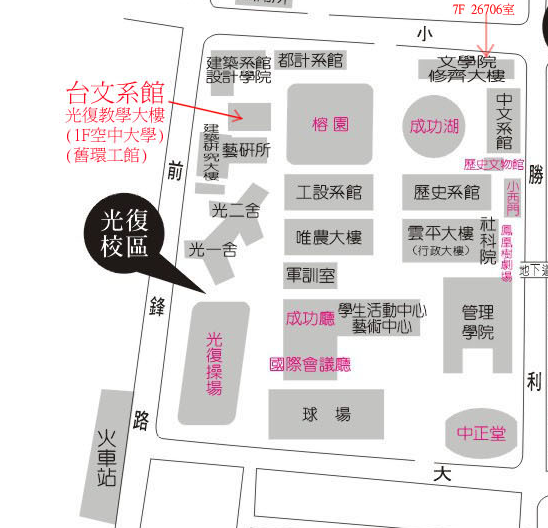 7F 26706室
小
建築系館
設計學院
都計系館
文學院
修齊大樓
台文系館
光復教學大樓
(1F空中大學)
(舊環工館)
榕園
成功湖
中文系館
建築研究大樓
藝研所
歷史文物館
前
勝
工設系館
歷史系館
小西門
光二舍
光復
校區
唯農大樓
雲平大樓
(行政大樓)
社科院
鳳凰樹劇場
光一舍
軍訓室
地下道
鋒
成功廳
學生活動中心
藝術中心
管理
學院
光復操場
國際會議廳
利
球場
路
中正堂
火車站
大